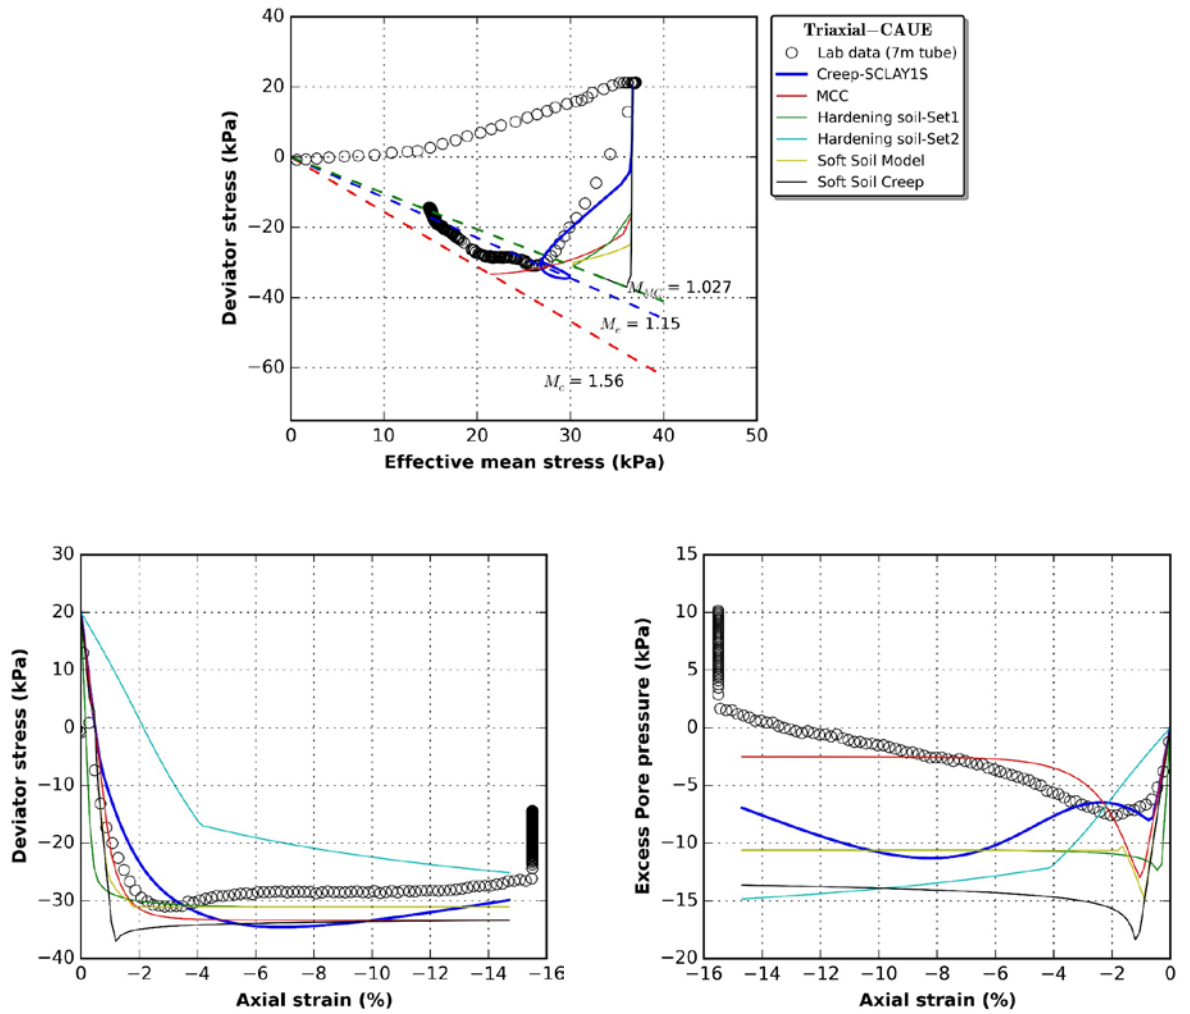 Triaxial−CAUE
Lab data (7m tube)
Creep-SCLAY1S
MCC
Hardening soil-Set1
Hardening soil-Set2
Soft Soil Model
Soft Soil Creep
40
20
0
−20
−40
−60
Deviator stress (kPa)
M_MC = 1.027
M_e = 1.15
M_c = 1.56
0 10 20 30 40 50
Effective mean stress (kPa)
30
20
10
0
−10
−20
−30
−40
Deviator stress (kPa)
0 −2 −4 −6 −8 −10 −12 −14 −16
Axial strain (%)
15
10
5
0
−5
−10
−15
−20
Excess Pore pressure (kPa)
−16 −14 −12 −10 −8 −6 −4 −2 0
Axial strain (%)